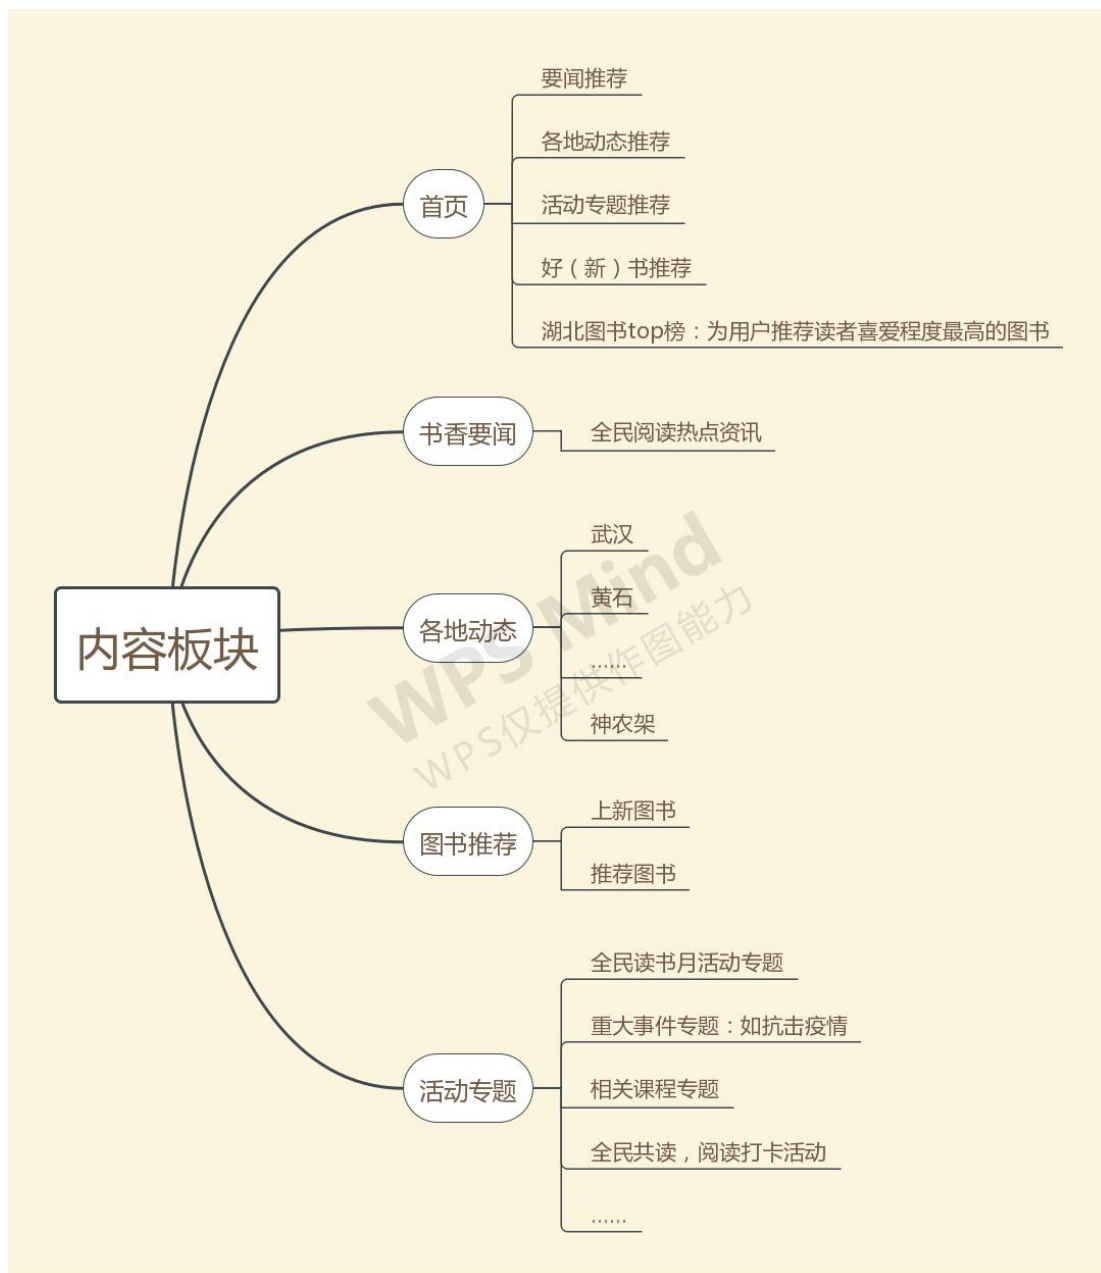 要闻推荐
各地动态推荐
首页
活动专题推荐
好（新）书推荐
湖北图书top榜：为用户推荐读者喜爱程度最高的图书
书香要闻
全民阅读热点资讯
武汉
黄石
内容板块
各地动态
……
神农架
WPS Mind
WPS仅提供作图能力
上新图书
图书推荐
推荐图书
全民读书月活动专题
重大事件专题：如抗击疫情
活动专题
相关课程专题
全民共读，阅读打卡活动
……